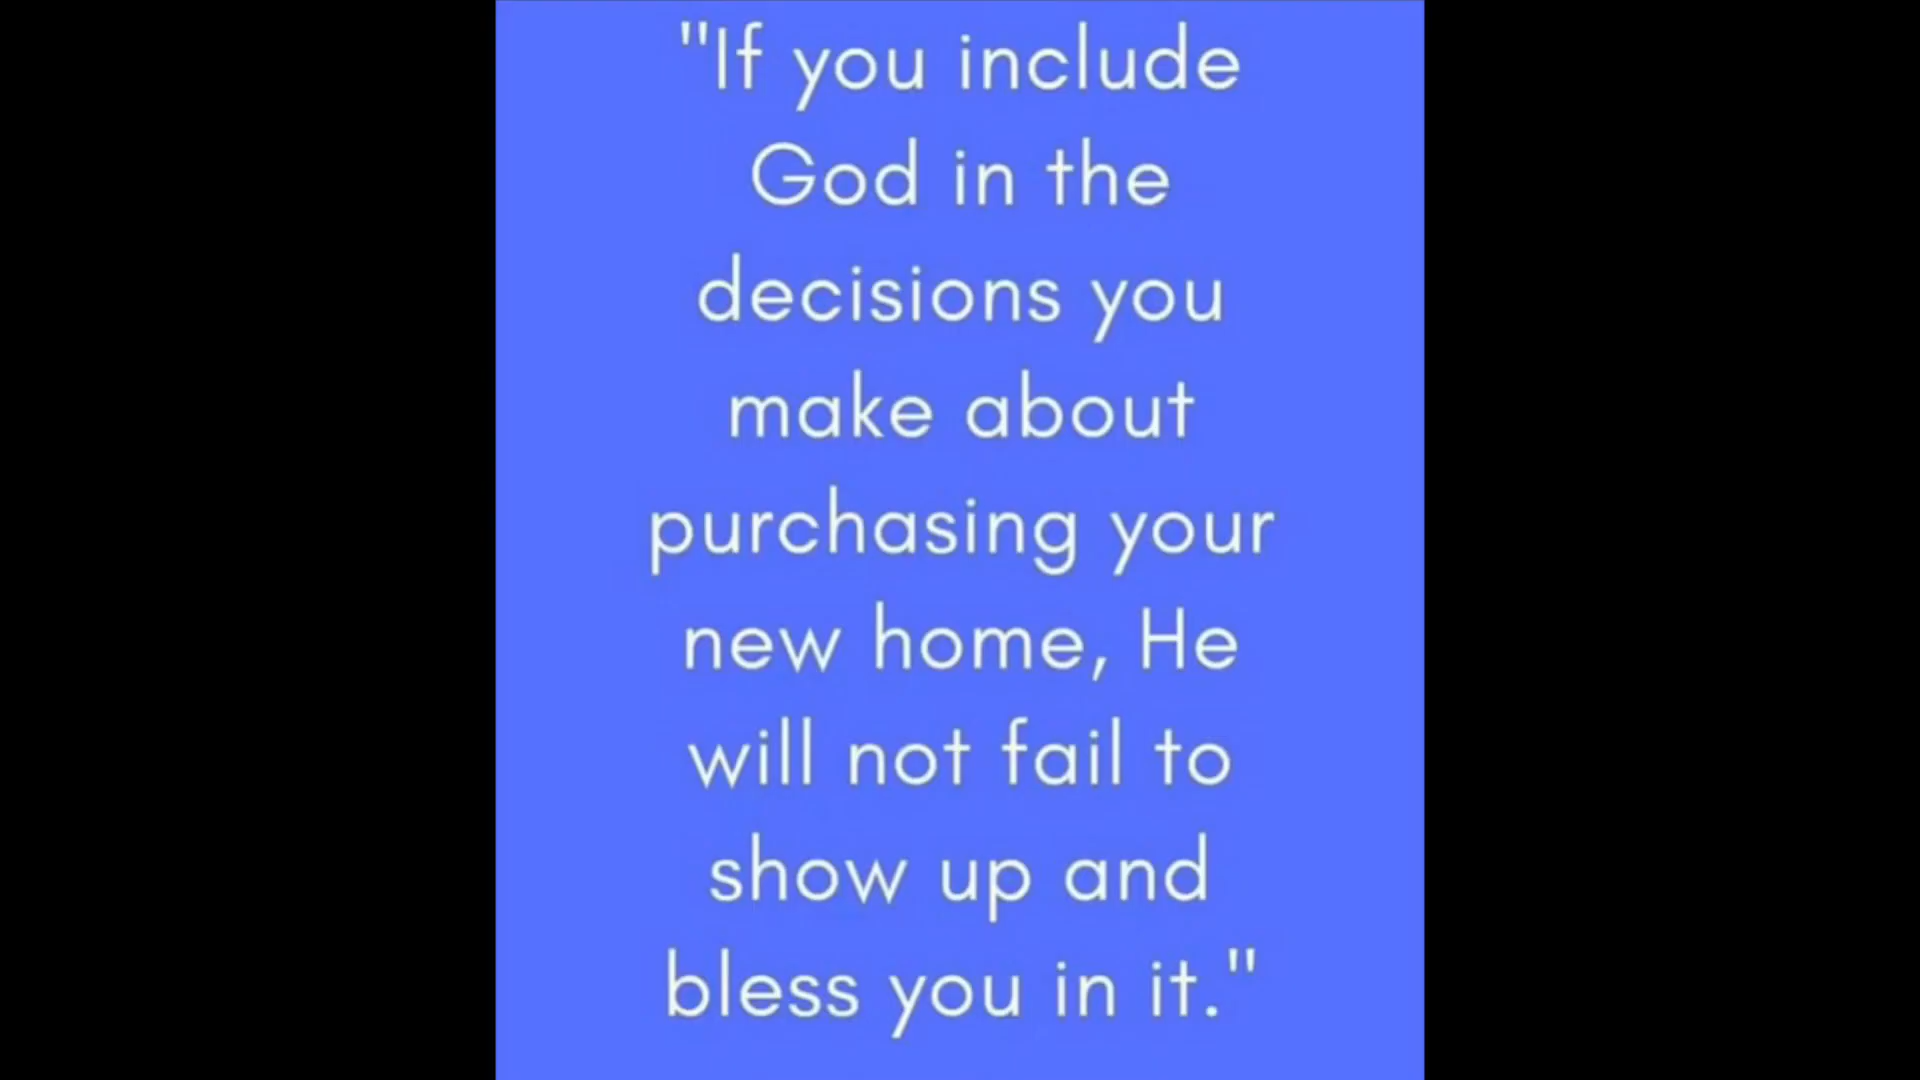 "If you include
God in the
decisions you
make about
purchasing your
new home, He
will not fail to
show up and
bless you in it."